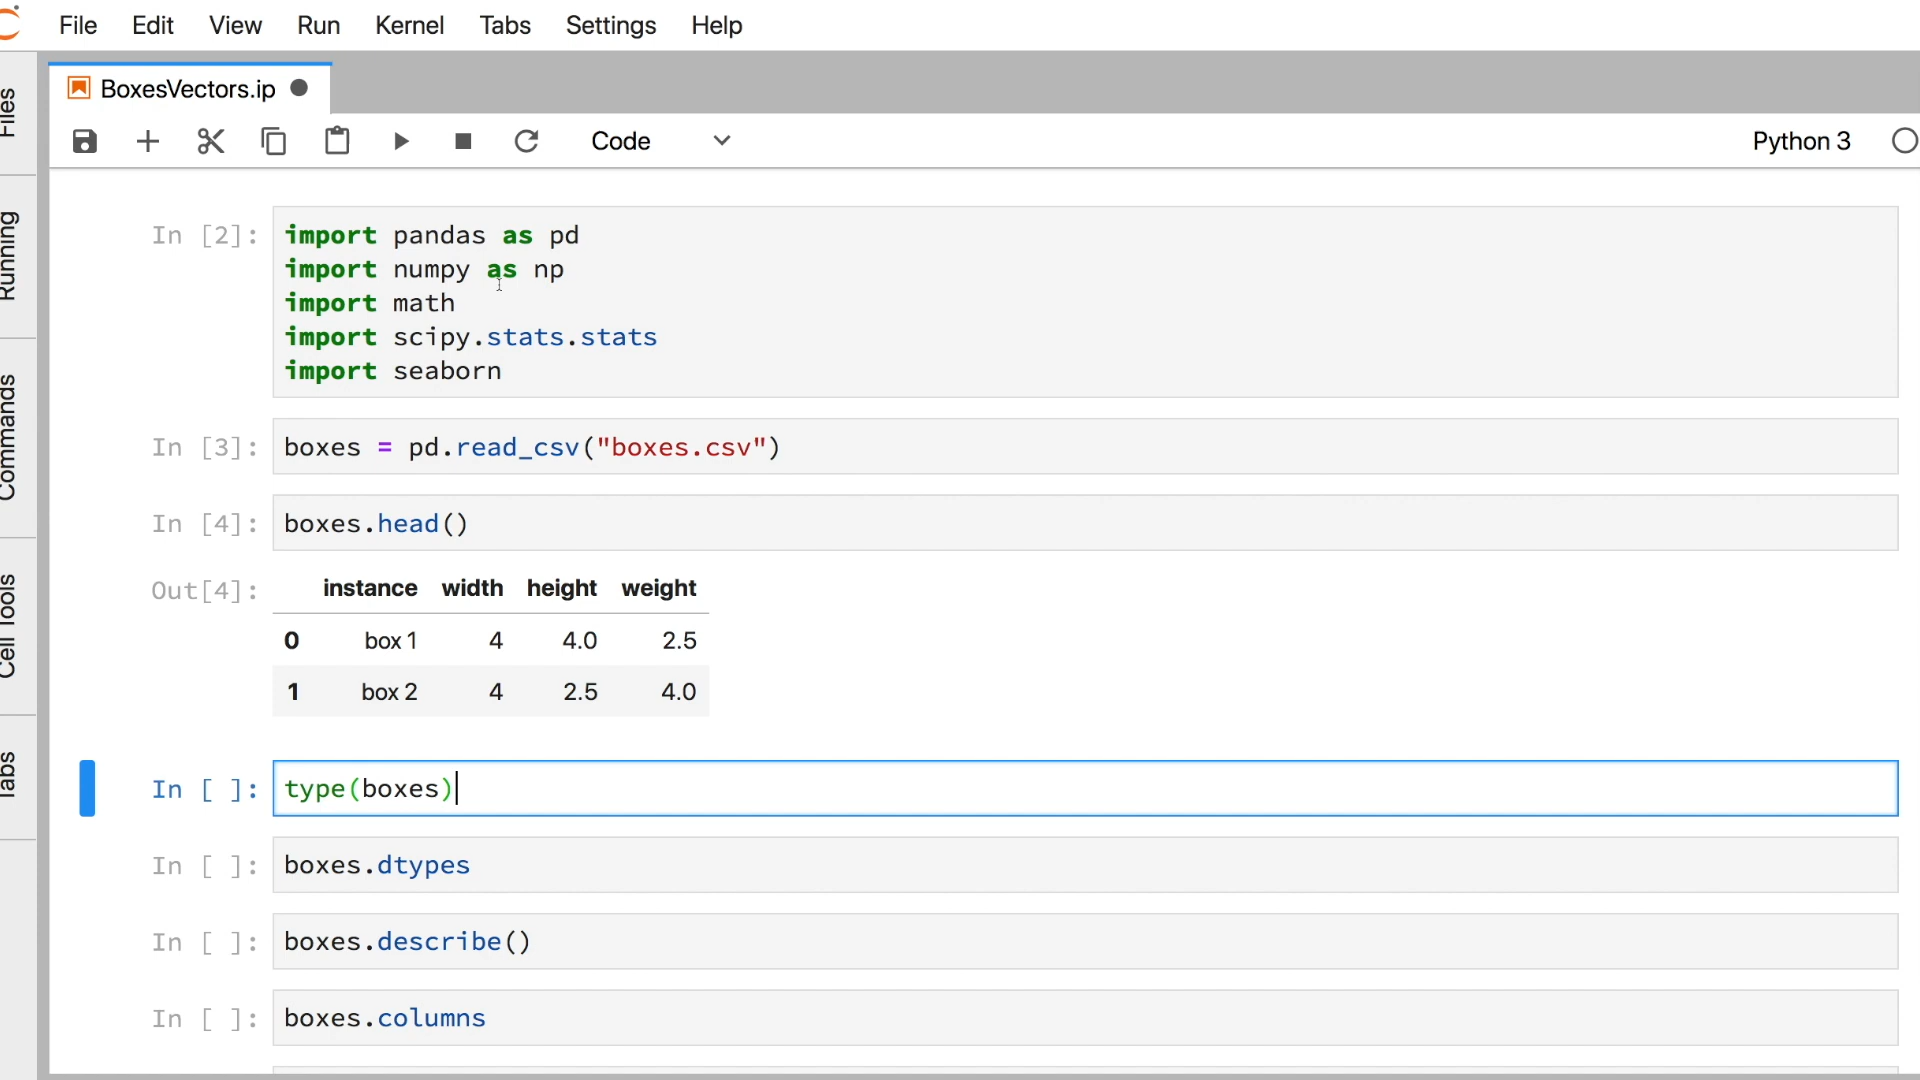 File Edit View Run Kernel Tabs Settings Help
BoxesVectors.ip
Code
Python 3
Files
Running
Commands
Cell Tools
Tabs
In [2]: import pandas as pd
import numpy as np
import math
import scipy.stats.stats
import seaborn
In [3]: boxes = pd.read_csv("boxes.csv")
In [4]: boxes.head()
Out[4]: instance width height weight
0 box 1 4 4.0 2.5
1 box 2 4 2.5 4.0
In [ ]: type(boxes)
In [ ]: boxes.dtypes
In [ ]: boxes.describe()
In [ ]: boxes.columns